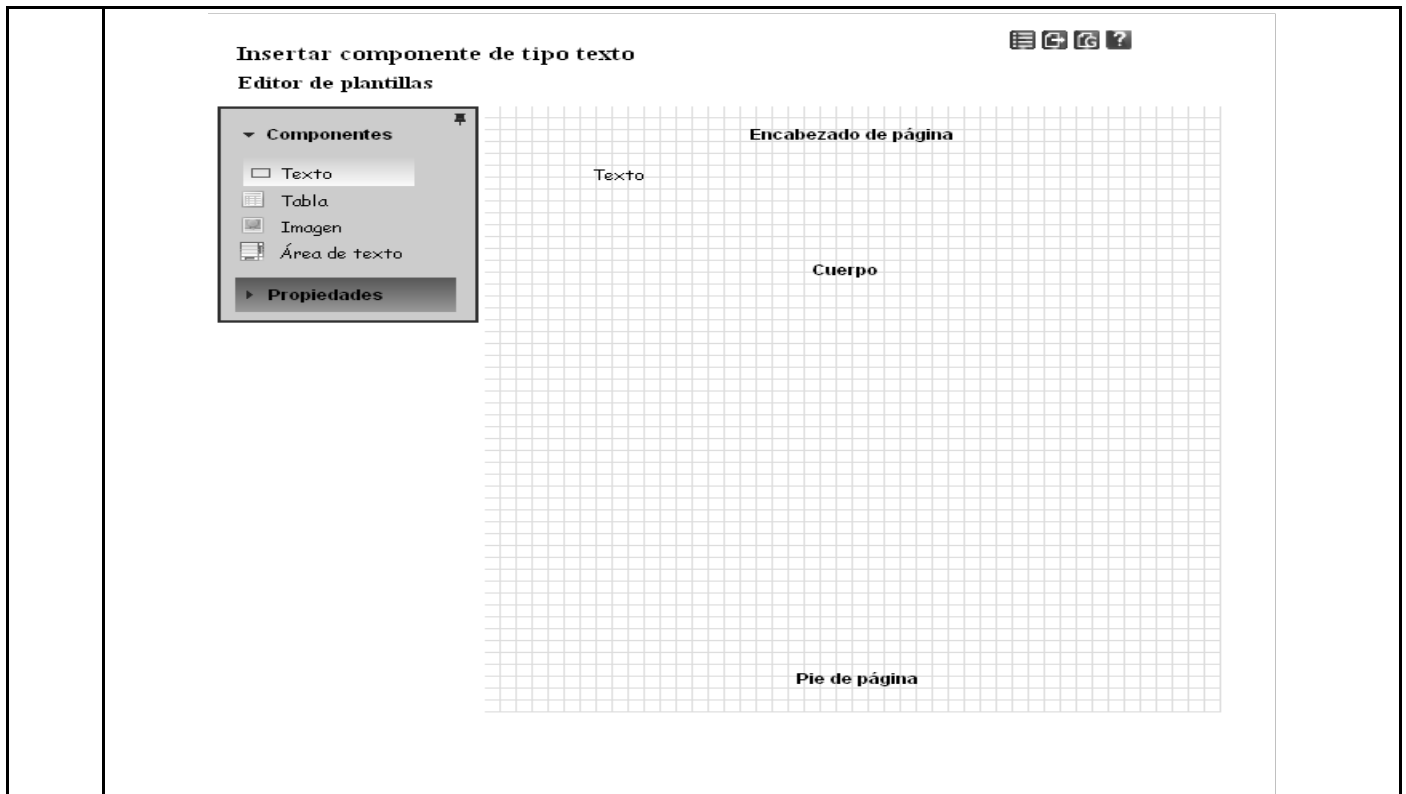 Insertar componente de tipo texto
Editor de plantillas
Componentes
Texto
Tabla
Imagen
Área de texto
Propiedades
Encabezado de página
Texto
Cuerpo
Pie de página